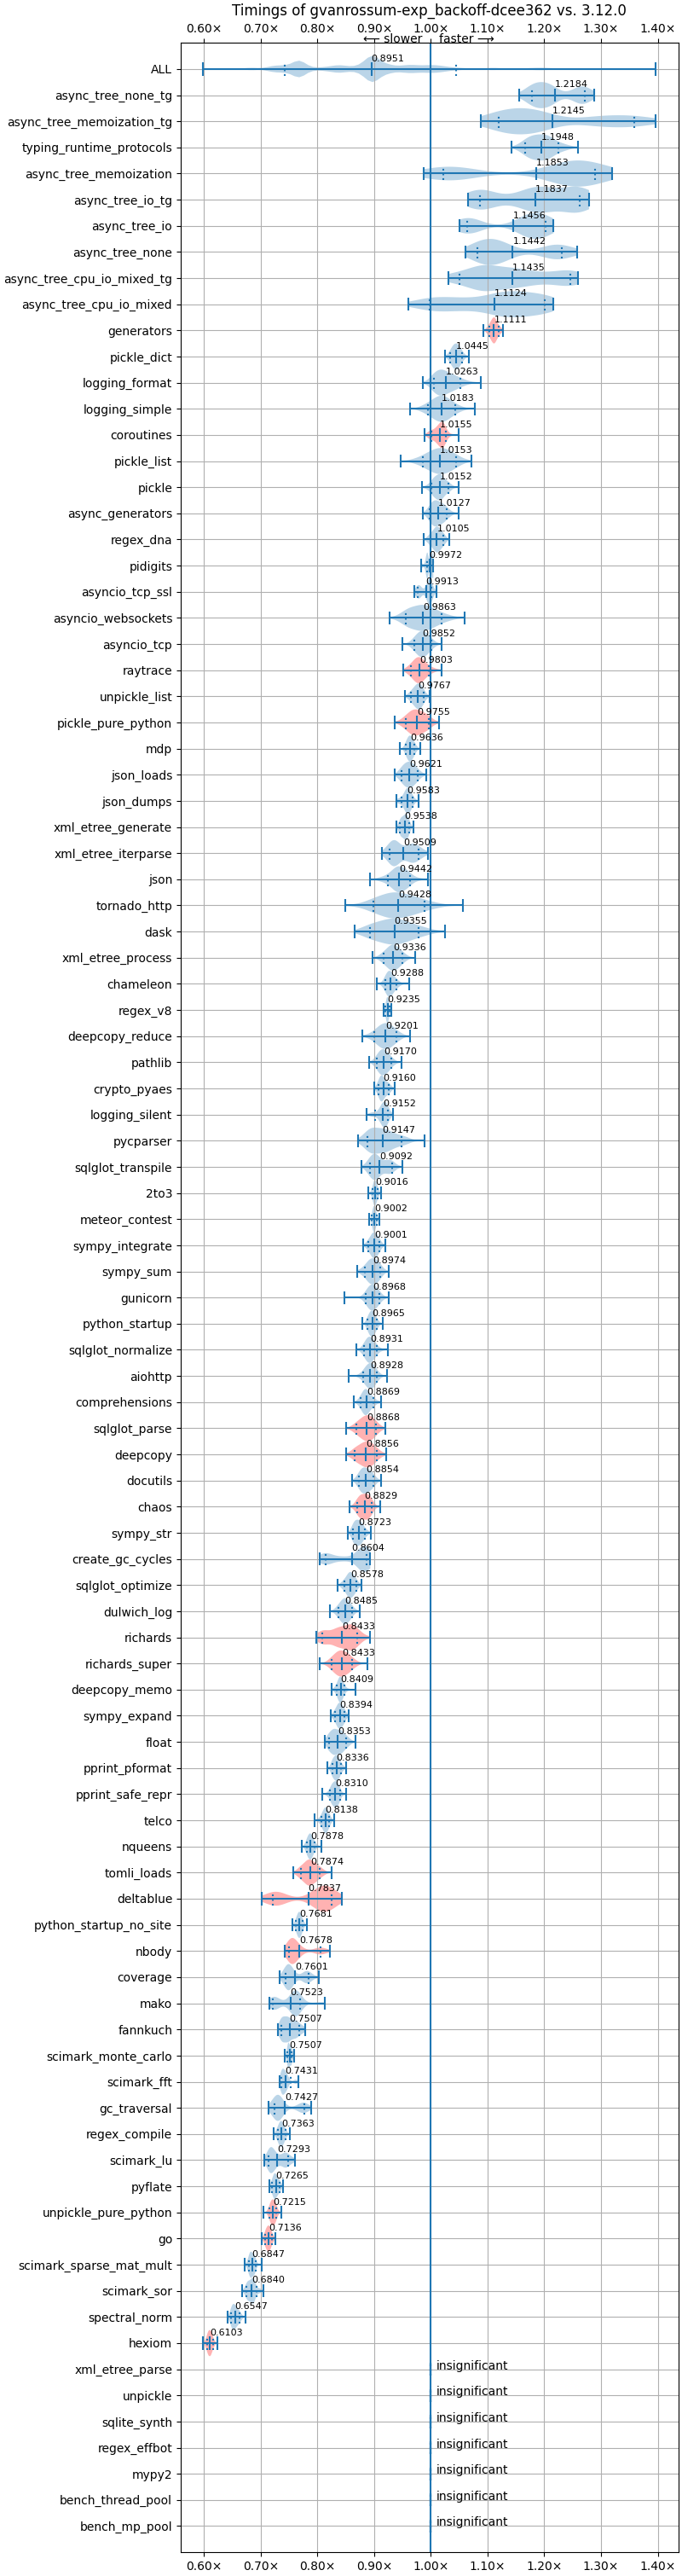 Timings of gvanrossum-exp_backoff-dcee362 vs. 3.12.0
0.60× 0.70× 0.80× 0.90× 1.00× 1.10× 1.20× 1.30× 1.40×
⟵ slower faster ⟶
ALL 0.8951
async_tree_none_tg 1.2184
async_tree_memoization_tg 1.2145
typing_runtime_protocols 1.1948
async_tree_memoization 1.1853
async_tree_io_tg 1.1837
async_tree_io 1.1456
async_tree_none 1.1442
async_tree_cpu_io_mixed_tg 1.1435
async_tree_cpu_io_mixed 1.1124
generators 1.1111
pickle_dict 1.0445
logging_format 1.0263
logging_simple 1.0183
coroutines 1.0155
pickle_list 1.0153
pickle 1.0152
async_generators 1.0127
regex_dna 1.0105
pidigits 0.9972
asyncio_tcp_ssl 0.9913
asyncio_websockets 0.9863
asyncio_tcp 0.9852
raytrace 0.9803
unpickle_list 0.9767
pickle_pure_python 0.9755
mdp 0.9636
json_loads 0.9621
json_dumps 0.9583
xml_etree_generate 0.9538
xml_etree_iterparse 0.9509
json 0.9442
tornado_http 0.9428
dask 0.9355
xml_etree_process 0.9336
chameleon 0.9288
regex_v8 0.9235
deepcopy_reduce 0.9201
pathlib 0.9170
crypto_pyaes 0.9160
logging_silent 0.9152
pycparser 0.9147
sqlglot_transpile 0.9092
2to3 0.9016
meteor_contest 0.9002
sympy_integrate 0.9001
sympy_sum 0.8974
gunicorn 0.8968
python_startup 0.8965
sqlglot_normalize 0.8931
aiohttp 0.8928
comprehensions 0.8869
sqlglot_parse 0.8868
deepcopy 0.8856
docutils 0.8854
chaos 0.8829
sympy_str 0.8723
create_gc_cycles 0.8604
sqlglot_optimize 0.8578
dulwich_log 0.8485
richards 0.8433
richards_super 0.8433
deepcopy_memo 0.8409
sympy_expand 0.8394
float 0.8353
pprint_pformat 0.8336
pprint_safe_repr 0.8310
telco 0.8138
nqueens 0.7878
tomli_loads 0.7874
deltablue 0.7837
python_startup_no_site 0.7681
nbody 0.7678
coverage 0.7601
mako 0.7523
fannkuch 0.7507
scimark_monte_carlo 0.7507
scimark_fft 0.7431
gc_traversal 0.7427
regex_compile 0.7363
scimark_lu 0.7293
pyflate 0.7265
unpickle_pure_python 0.7215
go 0.7136
scimark_sparse_mat_mult 0.6847
scimark_sor 0.6840
spectral_norm 0.6547
hexiom 0.6103
xml_etree_parse insignificant
unpickle insignificant
sqlite_synth insignificant
regex_effbot insignificant
mypy2 insignificant
bench_thread_pool insignificant
bench_mp_pool insignificant
0.60× 0.70× 0.80× 0.90× 1.00× 1.10× 1.20× 1.30× 1.40×